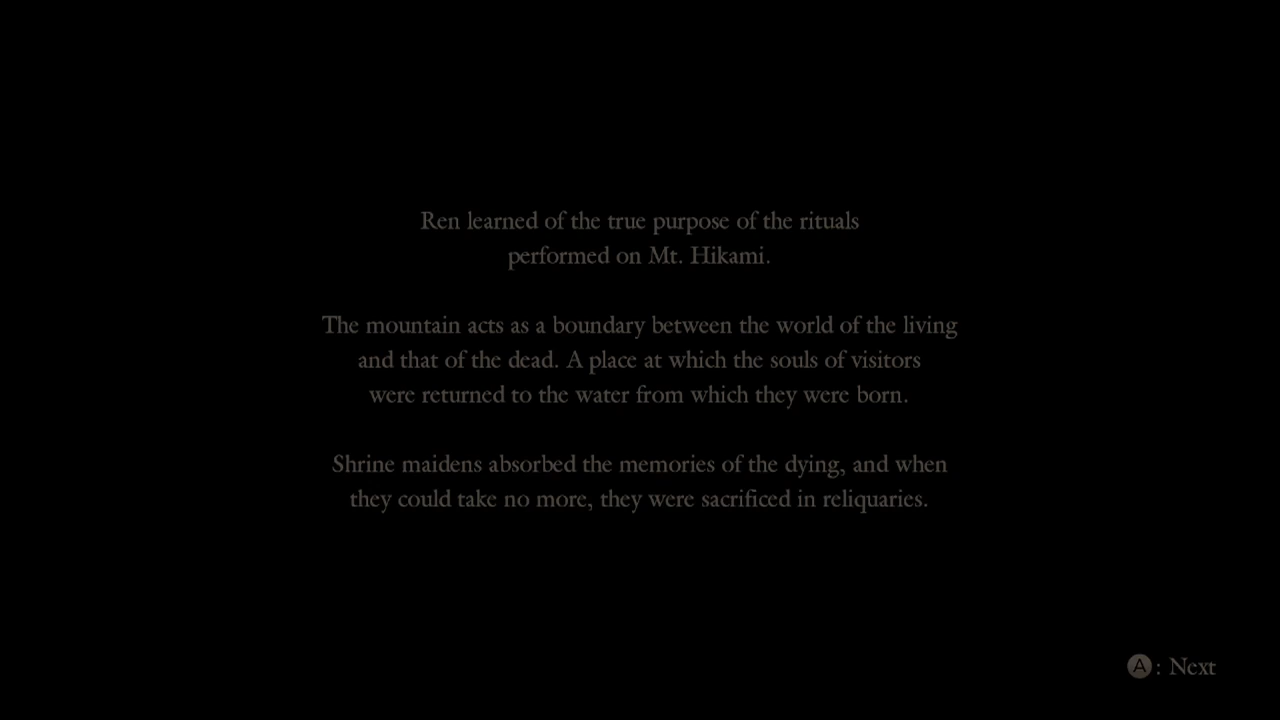 Ren learned of the true purpose of the rituals
performed on Mt. Hikami.
The mountain acts as a boundary between the world of the living
and that of the dead. A place at which the souls of visitors
were returned to the water from which they were born.
Shrine maidens absorbed the memories of the dying, and when
they could take no more, they were sacrificed in reliquaries.
A : Next